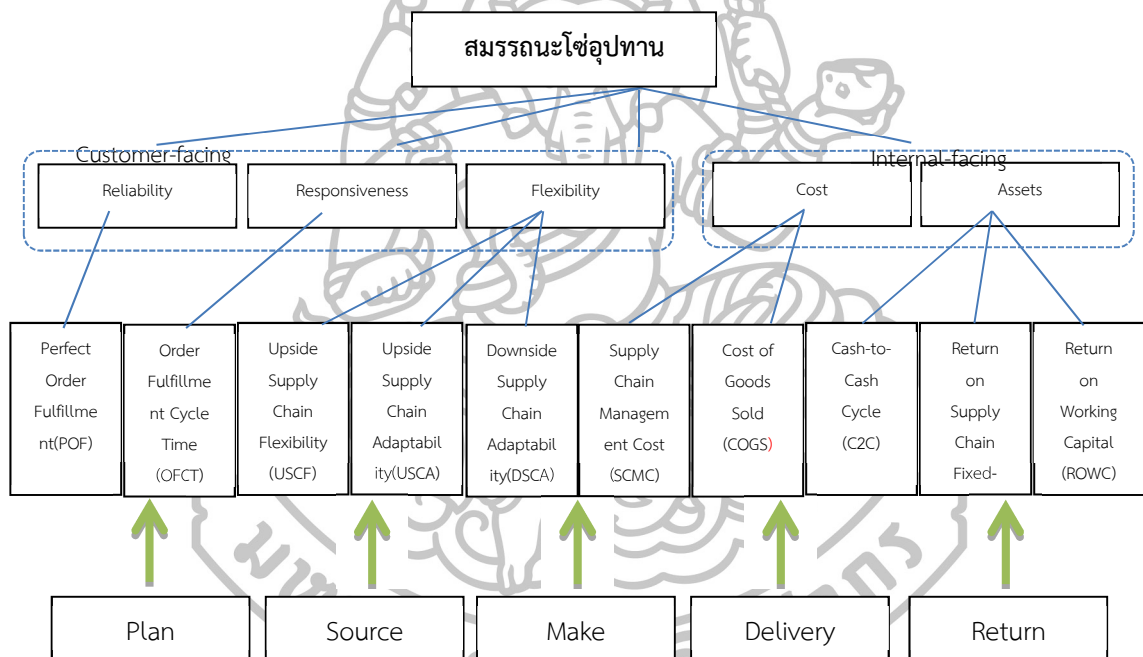 สมรรถนะโซ่อุปทาน
Customer-facing
Internal-facing
Reliability
Responsiveness
Flexibility
Cost
Assets
Perfect
Order
Fulfillme
nt(POF)
Order
Fulfillme
nt Cycle
Time
(OFCT)
Upside
Supply
Chain
Flexibility
(USCF)
Upside
Supply
Chain
Adaptabil
ity(USCA)
Downside
Supply
Chain
Adaptabil
ity(DSCA)
Supply
Chain
Managem
ent Cost
(SCMC)
Cost of
Goods
Sold
(COGS)
Cash-to-
Cash
Cycle
(C2C)
Return
on
Supply
Chain
Fixed-
Return
on
Working
Capital
(ROWC)
Plan
Source
Make
Delivery
Return